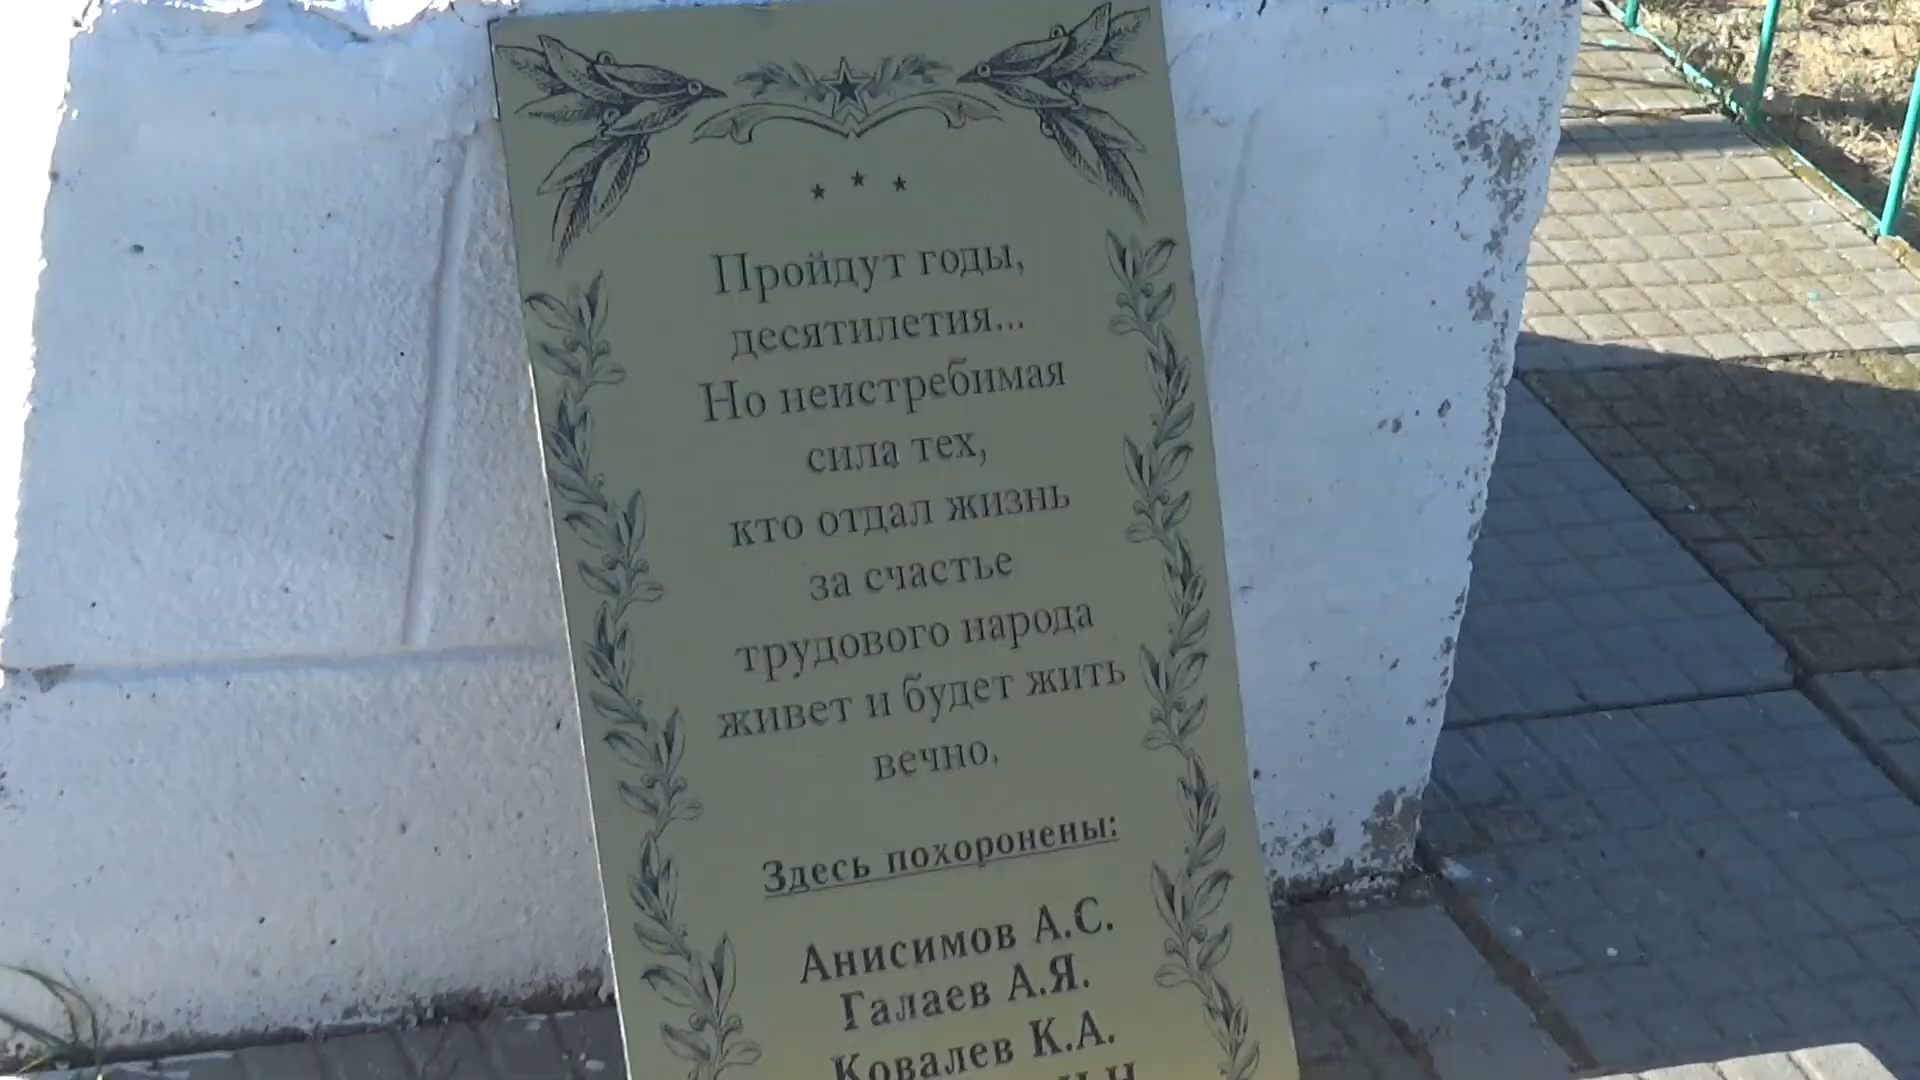 Пройдут годы,
десятилетия...
Но неистребимая
сила тех,
кто отдал жизнь
за счастье
трудового народа
живет и будет жить
вечно.
Здесь похоронены:
Анисимов А.С.
Галаев А.Я.
Ковалев К.А.